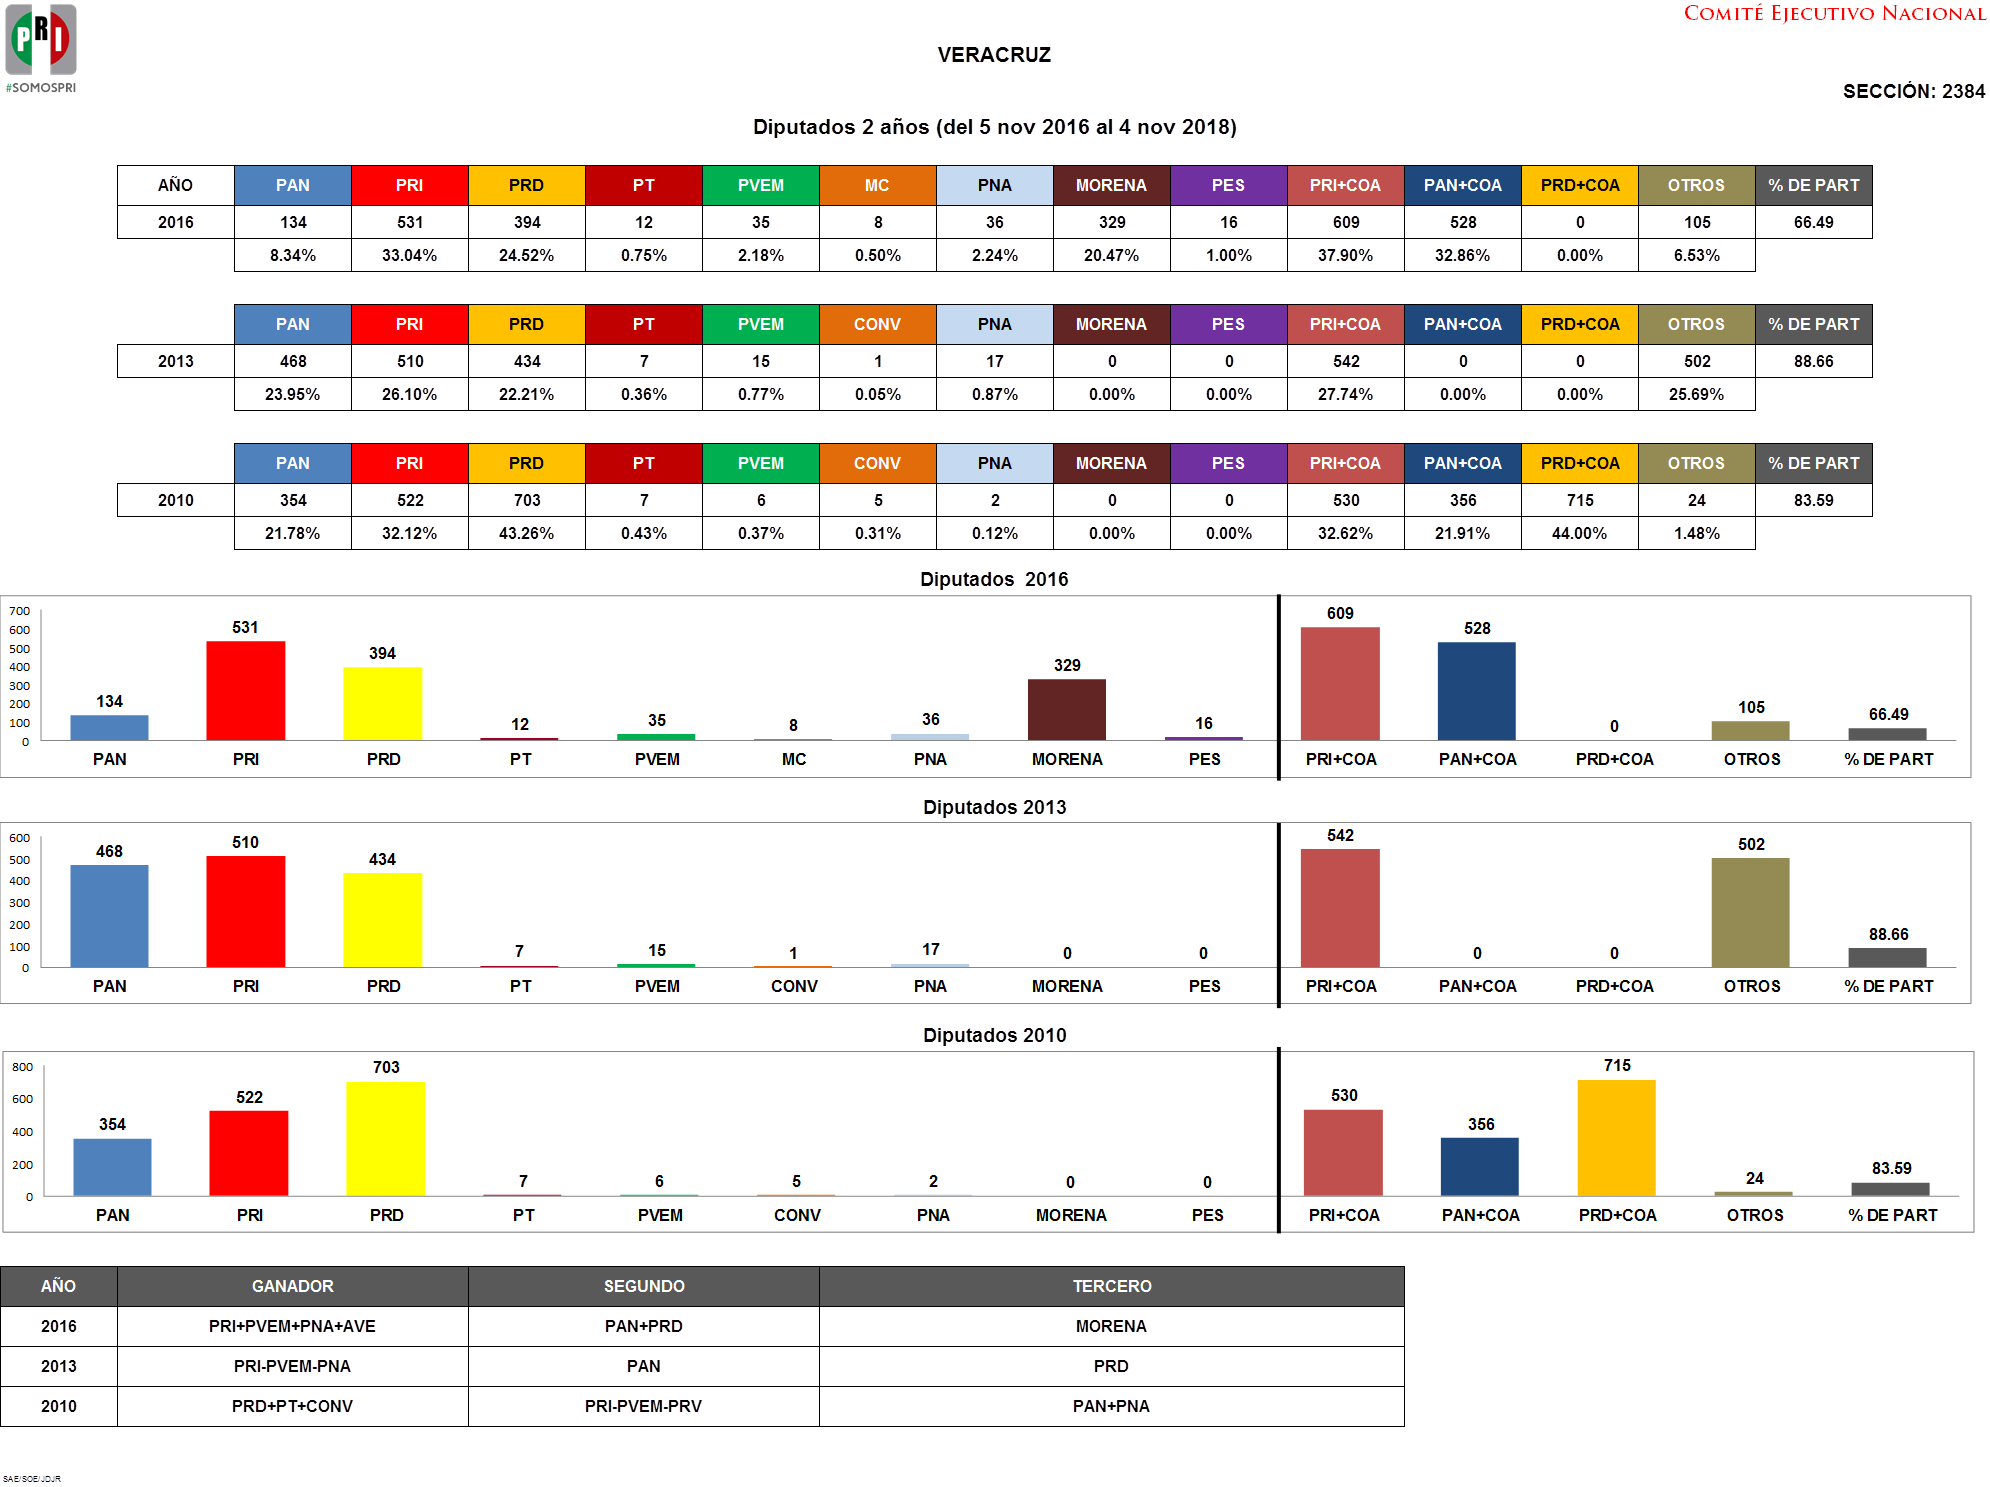 PRI
#SOMOSPRI
COMITÉ EJECUTIVO NACIONAL
VERACRUZ
SECCIÓN: 2384
Diputados 2 años (del 5 nov 2016 al 4 nov 2018)
AÑO PAN PRI PRD PT PVEM MC PNA MORENA PES PRI+COA PAN+COA PRD+COA OTROS % DE PART
2016 134 531 394 12 35 8 36 329 16 609 528 0 105 66.49
8.34% 33.04% 24.52% 0.75% 2.18% 0.50% 2.24% 20.47% 1.00% 37.90% 32.86% 0.00% 6.53%
PAN PRI PRD PT PVEM CONV PNA MORENA PES PRI+COA PAN+COA PRD+COA OTROS % DE PART
2013 468 510 434 7 15 1 17 0 0 542 0 0 502 88.66
23.95% 26.10% 22.21% 0.36% 0.77% 0.05% 0.87% 0.00% 0.00% 27.74% 0.00% 0.00% 25.69%
PAN PRI PRD PT PVEM CONV PNA MORENA PES PRI+COA PAN+COA PRD+COA OTROS % DE PART
2010 354 522 703 7 6 5 2 0 0 530 356 715 24 83.59
21.78% 32.12% 43.26% 0.43% 0.37% 0.31% 0.12% 0.00% 0.00% 32.62% 21.91% 44.00% 1.48%
Diputados 2016
700
600
500
400
300
200
100
0
134 531 394 12 35 8 36 329 16 609 528 0 105 66.49
PAN PRI PRD PT PVEM MC PNA MORENA PES PRI+COA PAN+COA PRD+COA OTROS % DE PART
Diputados 2013
600
500
400
300
200
100
0
468 510 434 7 15 1 17 0 0 542 0 0 502 88.66
PAN PRI PRD PT PVEM CONV PNA MORENA PES PRI+COA PAN+COA PRD+COA OTROS % DE PART
Diputados 2010
800
600
400
200
0
354 522 703 7 6 5 2 0 0 530 356 715 24 83.59
PAN PRI PRD PT PVEM CONV PNA MORENA PES PRI+COA PAN+COA PRD+COA OTROS % DE PART
AÑO GANADOR SEGUNDO TERCERO
2016 PRI+PVEM+PNA+AVE PAN+PRD MORENA
2013 PRI-PVEM-PNA PAN PRD
2010 PRD+PT+CONV PRI-PVEM-PRV PAN+PNA
SAE/SOE/JDJR